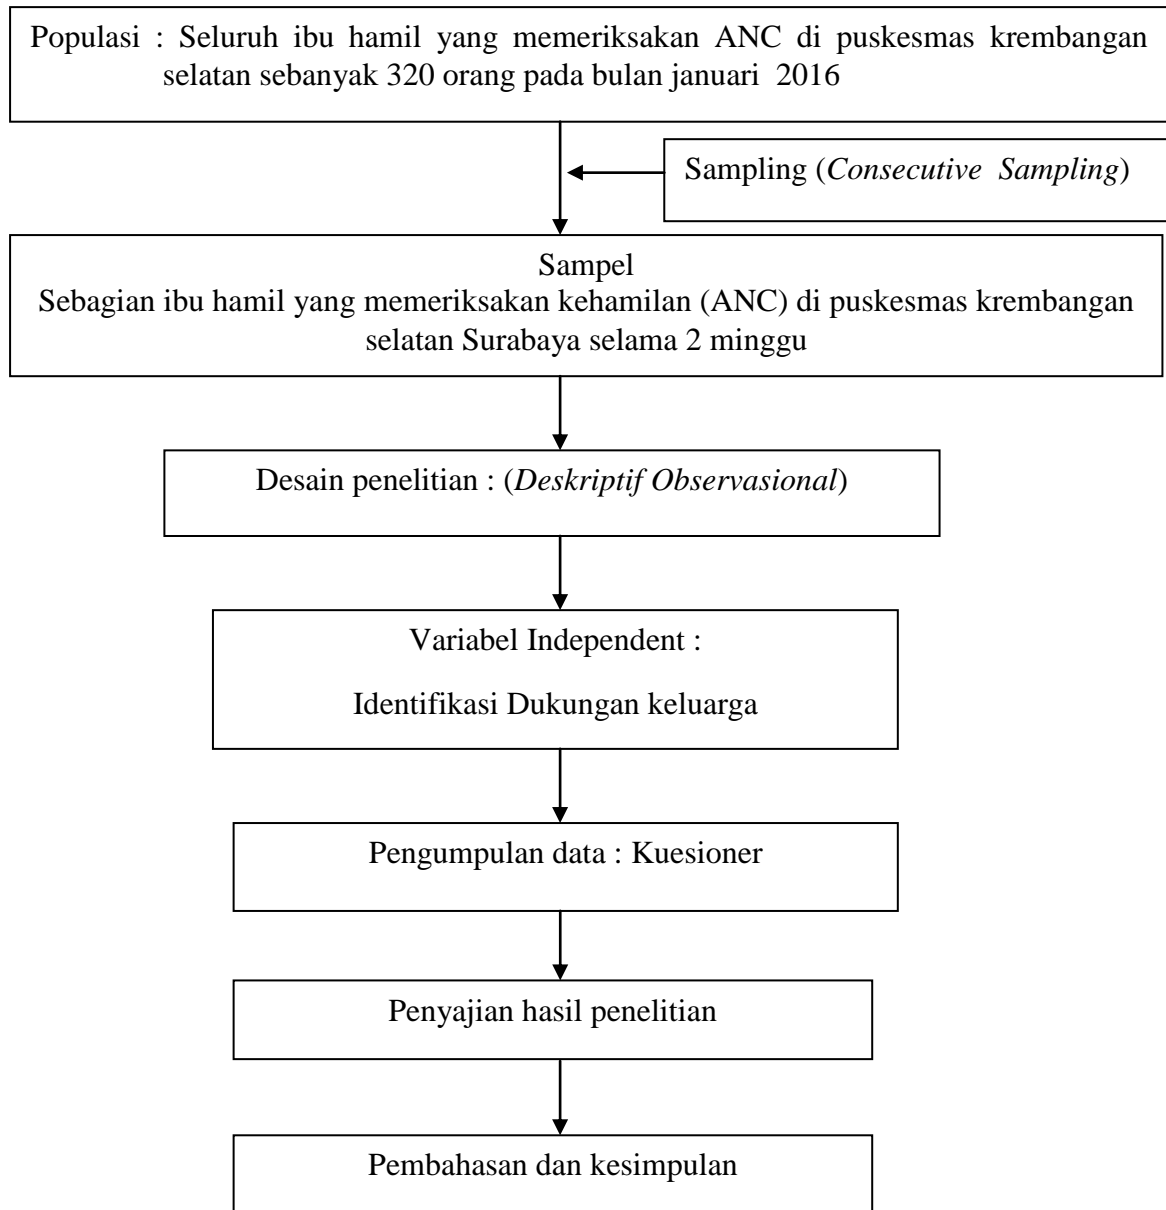 Populasi : Seluruh ibu hamil yang memeriksakan ANC di puskesmas krembangan
selatan sebanyak 320 orang pada bulan januari 2016
Sampling (Consecutive Sampling)
Sampel
Sebagian ibu hamil yang memeriksakan kehamilan (ANC) di puskesmas krembangan
selatan Surabaya selama 2 minggu
Desain penelitian : (Deskriptif Observasional)
Variabel Independent :
Identifikasi Dukungan keluarga
Pengumpulan data : Kuesioner
Penyajian hasil penelitian
Pembahasan dan kesimpulan